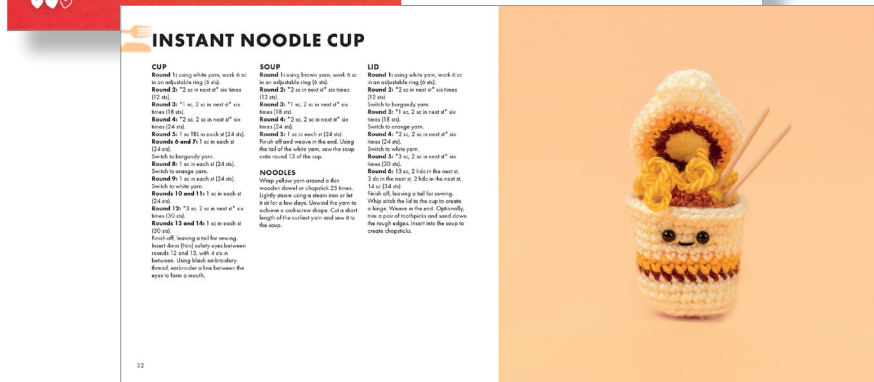 INSTANT NOODLE CUP
CUP
Round 1: using white yarn, work 6 sc
in an adjustable ring (6 sts).
Round 2: *2 sc in next st* six times
(12 sts).
Round 3: *1 sc, 2 sc in next st* six
times (18 sts).
Round 4: *2 sc, 2 sc in next st* six
times (24 sts).
Round 5: 1 sc TBL in each st (24 sts).
Rounds 6 and 7: 1 sc in each st
(24 sts).
Switch to burgundy yarn.
Round 8: 1 sc in each st (24 sts).
Switch to orange yarn.
Round 9: 1 sc in each st (24 sts).
Switch to white yarn.
Rounds 10 and 11: 1 sc in each st
(24 sts).
Round 12: *3 sc, 2 sc in next st* six
times (30 sts).
Rounds 13 and 14: 1 sc in each st
(30 sts).
Finish off, leaving a tail for sewing.
Insert 4mm (⅙in) safety eyes between
rounds 12 and 13, with 4 sts in
between. Using black embroidery
thread, embroider a line between the
eyes to form a mouth.
SOUP
Round 1: using brown yarn, work 6 sc
in an adjustable ring (6 sts).
Round 2: *2 sc in next st* six times
(12 sts).
Round 3: *1 sc, 2 sc in next st* six
times (18 sts).
Round 4: *2 sc, 2 sc in next st* six
times (24 sts).
Round 5: 1 sc in each st (24 sts).
Finish off and weave in the end. Using
the tail of the white yarn, sew the soup
onto round 13 of the cup.
NOODLES
Wrap yellow yarn around a thin
wooden dowel or chopstick 25 times.
Lightly steam using a steam iron or let
it sit for a few days. Unwind the yarn to
achieve a corkscrew shape. Cut a short
length of the curliest yarn and sew it to
the soup.
LID
Round 1: using white yarn, work 6 sc
in an adjustable ring (6 sts).
Round 2: *2 sc in next st* six times
(12 sts).
Switch to burgundy yarn.
Round 3: *1 sc, 2 sc in next st* six
times (18 sts).
Switch to orange yarn.
Round 4: *2 sc, 2 sc in next st* six
times (24 sts).
Switch to white yarn.
Round 5: *3 sc, 2 sc in next st* six
times (30 sts).
Round 6: 13 sc, 2 hdc in the next st,
3 dc in the next st, 2 hdc in the next st,
14 sc (34 sts)
Finish off, leaving a tail for sewing.
Whip stitch the lid to the cup to create
a hinge. Weave in the end. Optionally,
trim a pair of toothpicks and sand down
the rough edges. Insert into the soup to
create chopsticks.
32